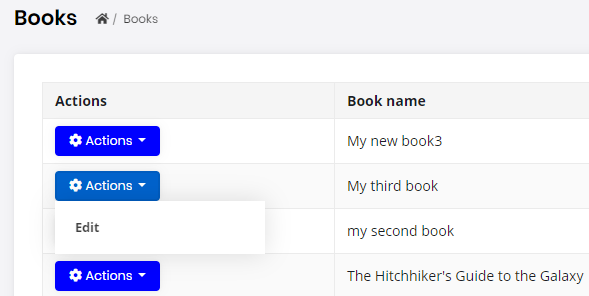 Books / Books
Actions Book name
Actions My new book3
Actions My third book
Edit
my second book
Actions The Hitchhiker's Guide to the Galaxy